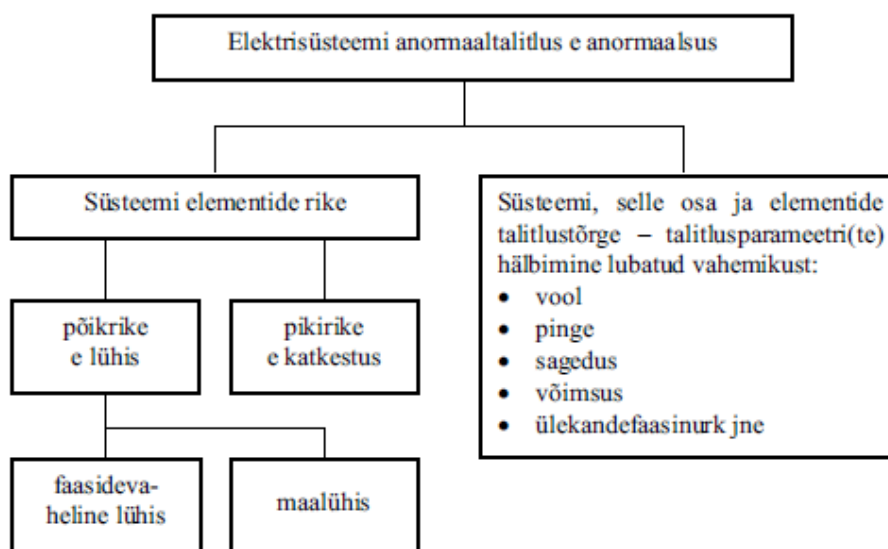 Elektrisüsteemi anormaaltalitlus e anormaalsus
Süsteemi elementide rike
Süsteemi, selle osa ja elementide
talitlustõrge – talitlusparameetri(te)
hälbimine lubatud vahemikust:
• vool
• pinge
• sagedus
• võimsus
• ülekandefaasinurk jne
põikrike
e lühis
pikirike
e katkestus
faasideva-
heline lühis
maalühis